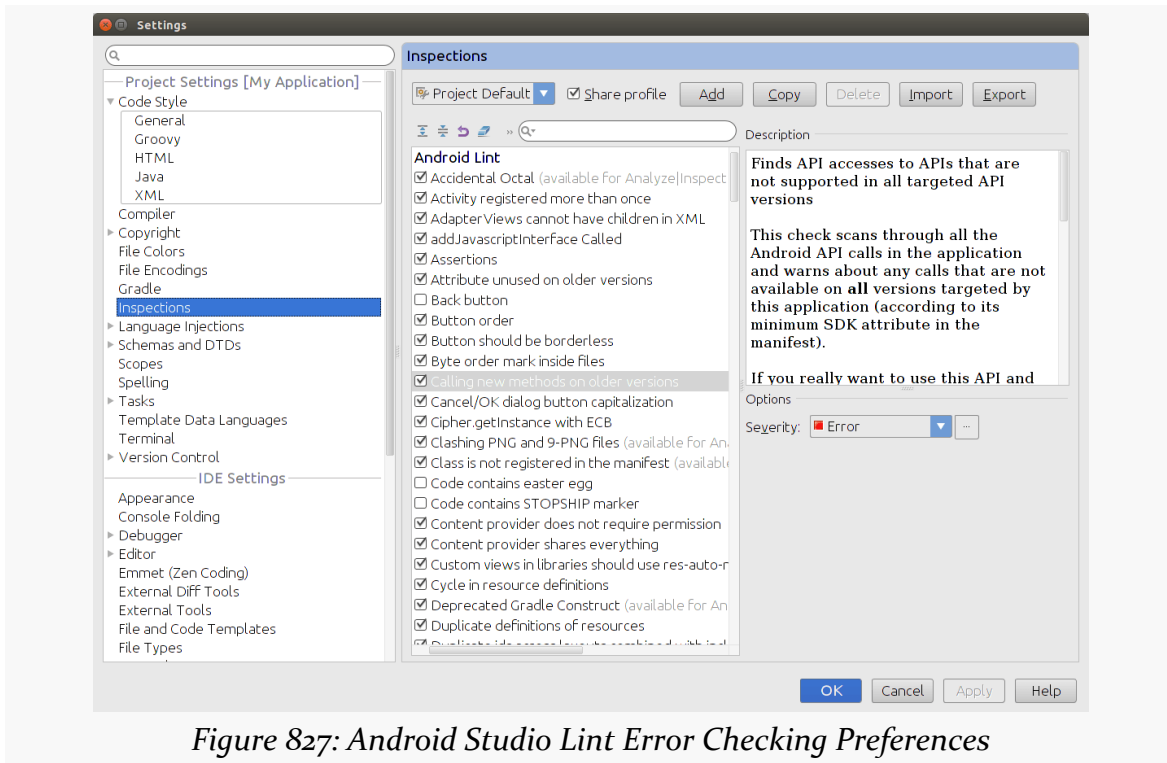 Settings
Project Settings [My Application]
Code Style
General
Groovy
HTML
Java
XML
Compiler
Copyright
File Colors
File Encodings
Gradle
Inspections
Language Injections
Schemas and DTDs
Scopes
Spelling
Tasks
Template Data Languages
Terminal
Version Control
IDE Settings
Appearance
Console Folding
Debugger
Editor
Emmet (Zen Coding)
External Diff Tools
External Tools
File and Code Templates
File Types
Inspections
Project Default Share profile Add Copy Delete Import Export
Android Lint
Accidental Octal (available for Analyze|Inspect
Activity registered more than once
AdapterViews cannot have children in XML
addJavascriptInterface Called
Assertions
Attribute unused on older versions
Back button
Button order
Button should be borderless
Byte order mark inside files
Calling new methods on older versions
Cancel/OK dialog button capitalization
Cipher.getInstance with ECB
Clashing PNG and 9-PNG files (available for An
Class is not registered in the manifest (available
Code contains easter egg
Code contains STOPSHIP marker
Content provider does not require permission
Content provider shares everything
Custom views in libraries should use res-auto-n
Cycle in resource definitions
Deprecated Gradle Construct (available for An
Duplicate definitions of resources
Description
Finds API accesses to APIs that are
not supported in all targeted API
versions
This check scans through all the
Android API calls in the application
and warns about any calls that are not
available on all versions targeted by
this application (according to its
minimum SDK attribute in the
manifest).
If you really want to use this API and
Options
Severity: Error ...
OK Cancel Apply Help
Figure 827: Android Studio Lint Error Checking Preferences